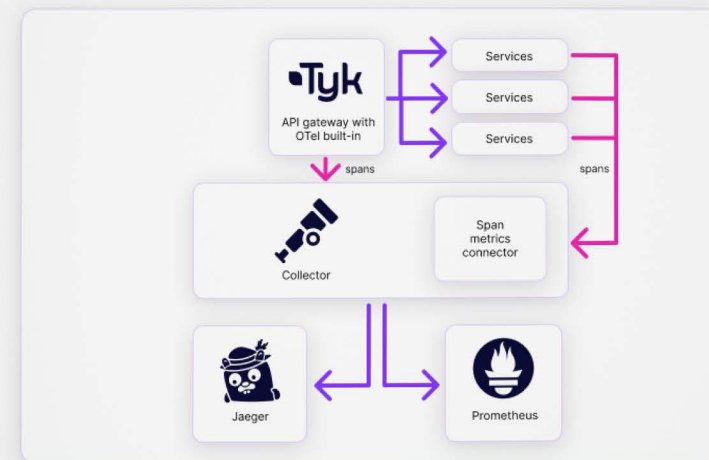 Tyk
API gateway with
OTel built-in
Services
Services
Services
spans
spans
Collector
Span
metrics
connector
Jaeger
Prometheus